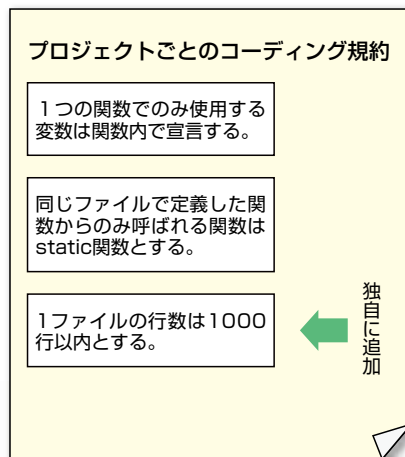 プロジェクトごとのコーディング規約
１つの関数でのみ使用する
変数は関数内で宣言する。
同じファイルで定義した関
数からのみ呼ばれる関数は
static関数とする。
1ファイルの行数は1000
行以内とする。
独自に追加